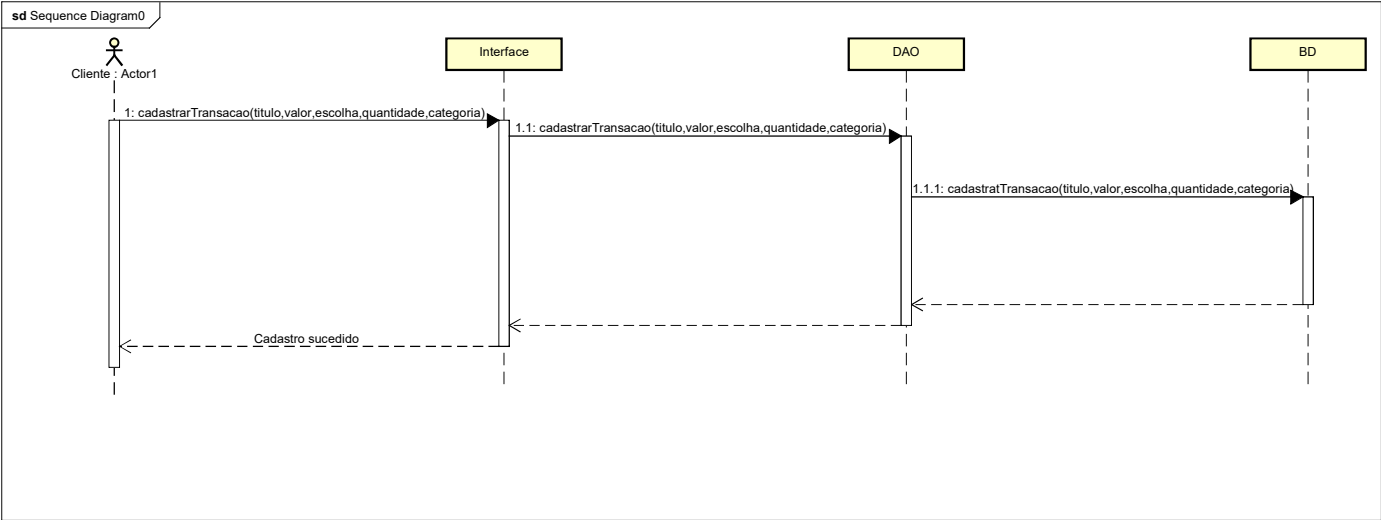 sd Sequence Diagram0
Cliente : Actor1
Interface
DAO
BD
1: cadastrarTransacao(titulo,valor,escolha,quantidade,categoria)
1.1: cadastrarTransacao(titulo,valor,escolha,quantidade,categoria)
1.1.1: cadastratTransacao(titulo,valor,escolha,quantidade,categoria)
Cadastro sucedido